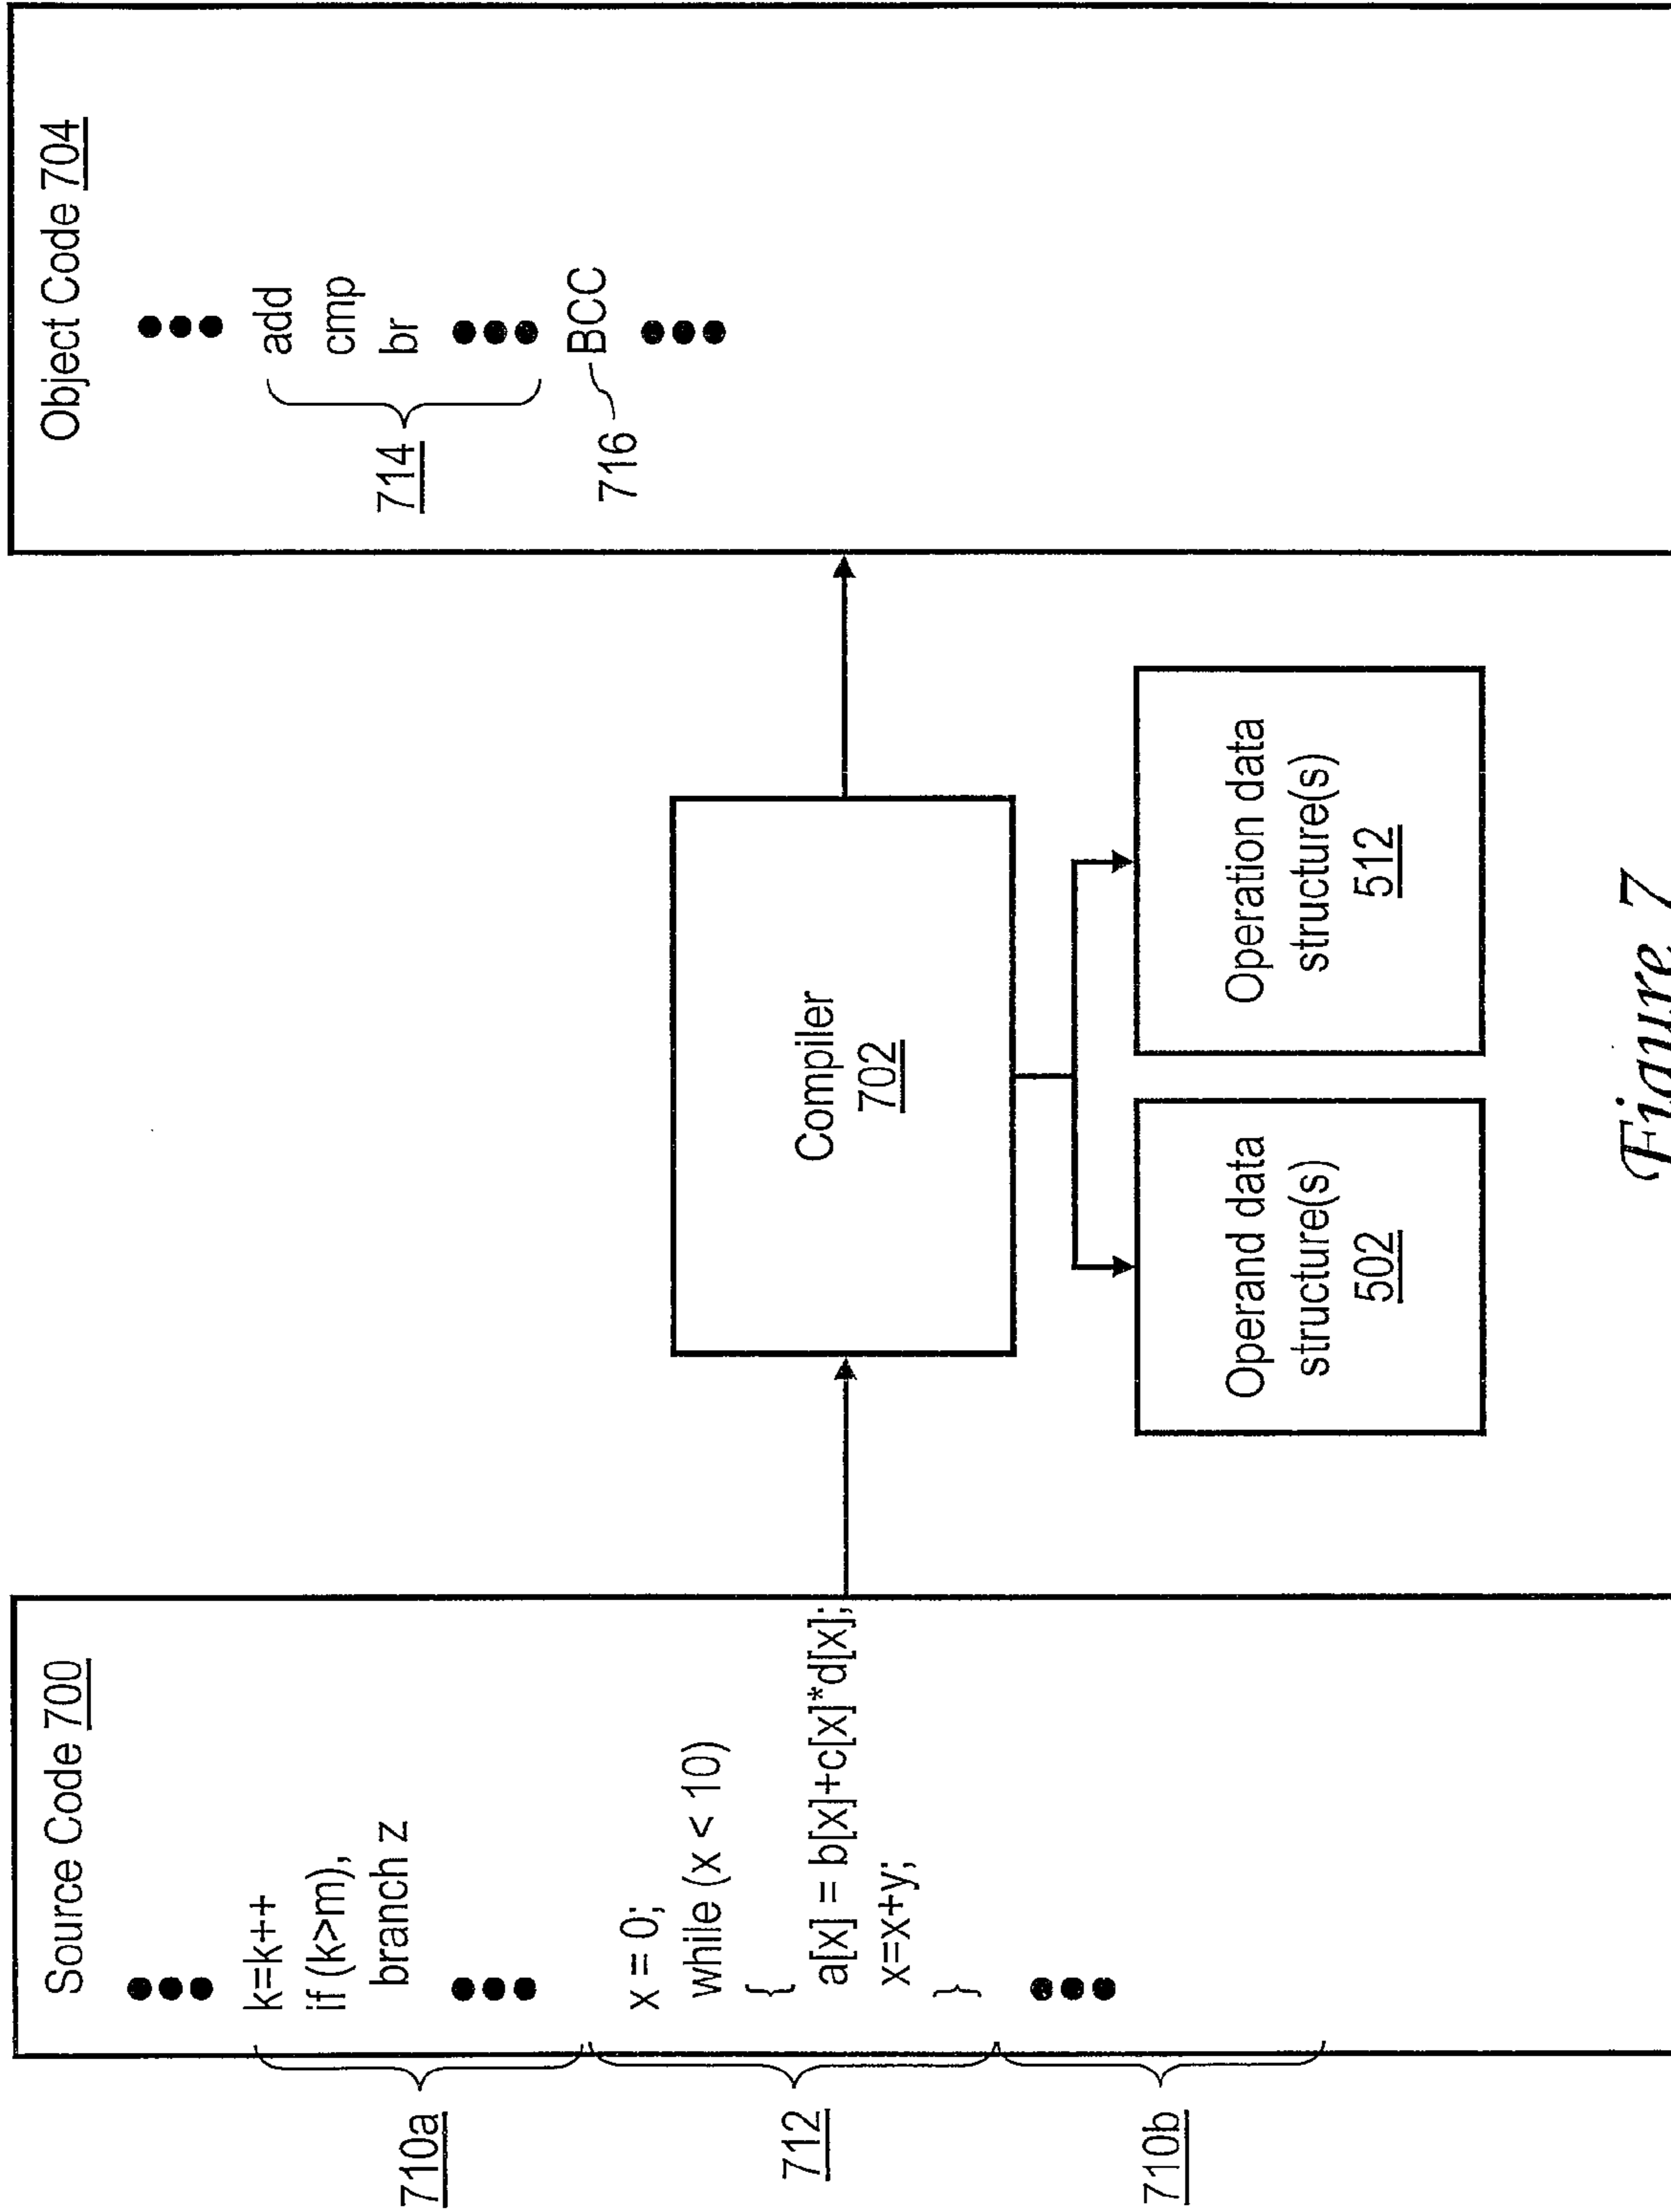 Source Code 700
k=k++
if (k>m),
branch z
x = 0;
while (x < 10)
{
a[x] = b[x]+c[x]*d[x];
x=x+y;
}
710a
712
710b
Compiler
702
Operand data
structure(s)
502
Operation data
structure(s)
512
Object Code 704
add
cmp
br
BCC
714
716
Figure 7